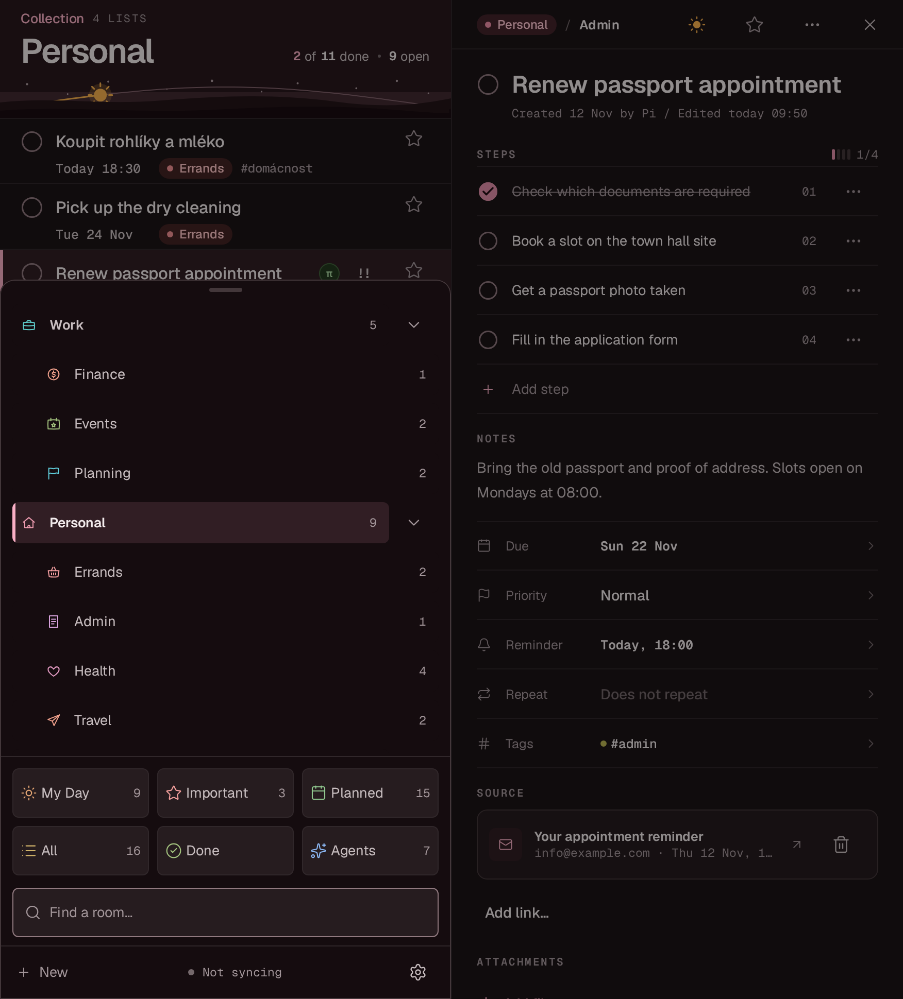 Collection 4 LISTS
Personal
2 of 11 done • 9 open
Koupit rohlíky a mléko
Today 18:30 Errands #domácnost
Pick up the dry cleaning
Tue 24 Nov Errands
Renew passport appointment π !!
Work 5
Finance 1
Events 2
Planning 2
Personal 9
Errands 2
Admin 1
Health 4
Travel 2
My Day 9
Important 3
Planned 15
All 16
Done
Agents 7
Find a room…
+ New
Not syncing
Personal / Admin
Renew passport appointment
Created 12 Nov by Pi / Edited today 09:50
STEPS 1/4
Check which documents are required 01
Book a slot on the town hall site 02
Get a passport photo taken 03
Fill in the application form 04
+ Add step
NOTES
Bring the old passport and proof of address. Slots open on
Mondays at 08:00.
Due Sun 22 Nov
Priority Normal
Reminder Today, 18:00
Repeat Does not repeat
Tags #admin
SOURCE
Your appointment reminder
info@example.com · Thu 12 Nov, 1…
Add link…
ATTACHMENTS